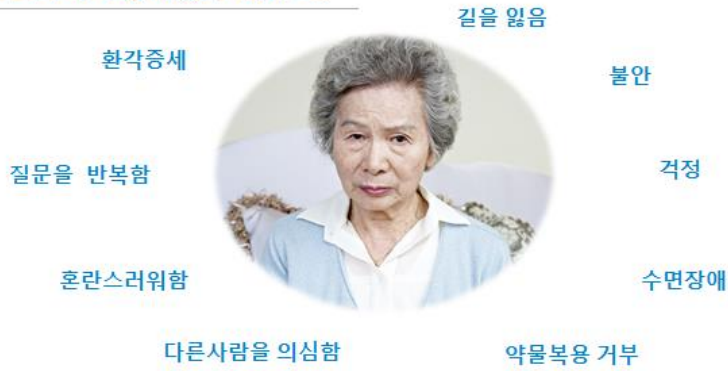 길을 잃음
환각증세
불안
질문을 반복함
걱정
혼란스러워함
수면장애
다른사람을 의심함
약물복용 거부